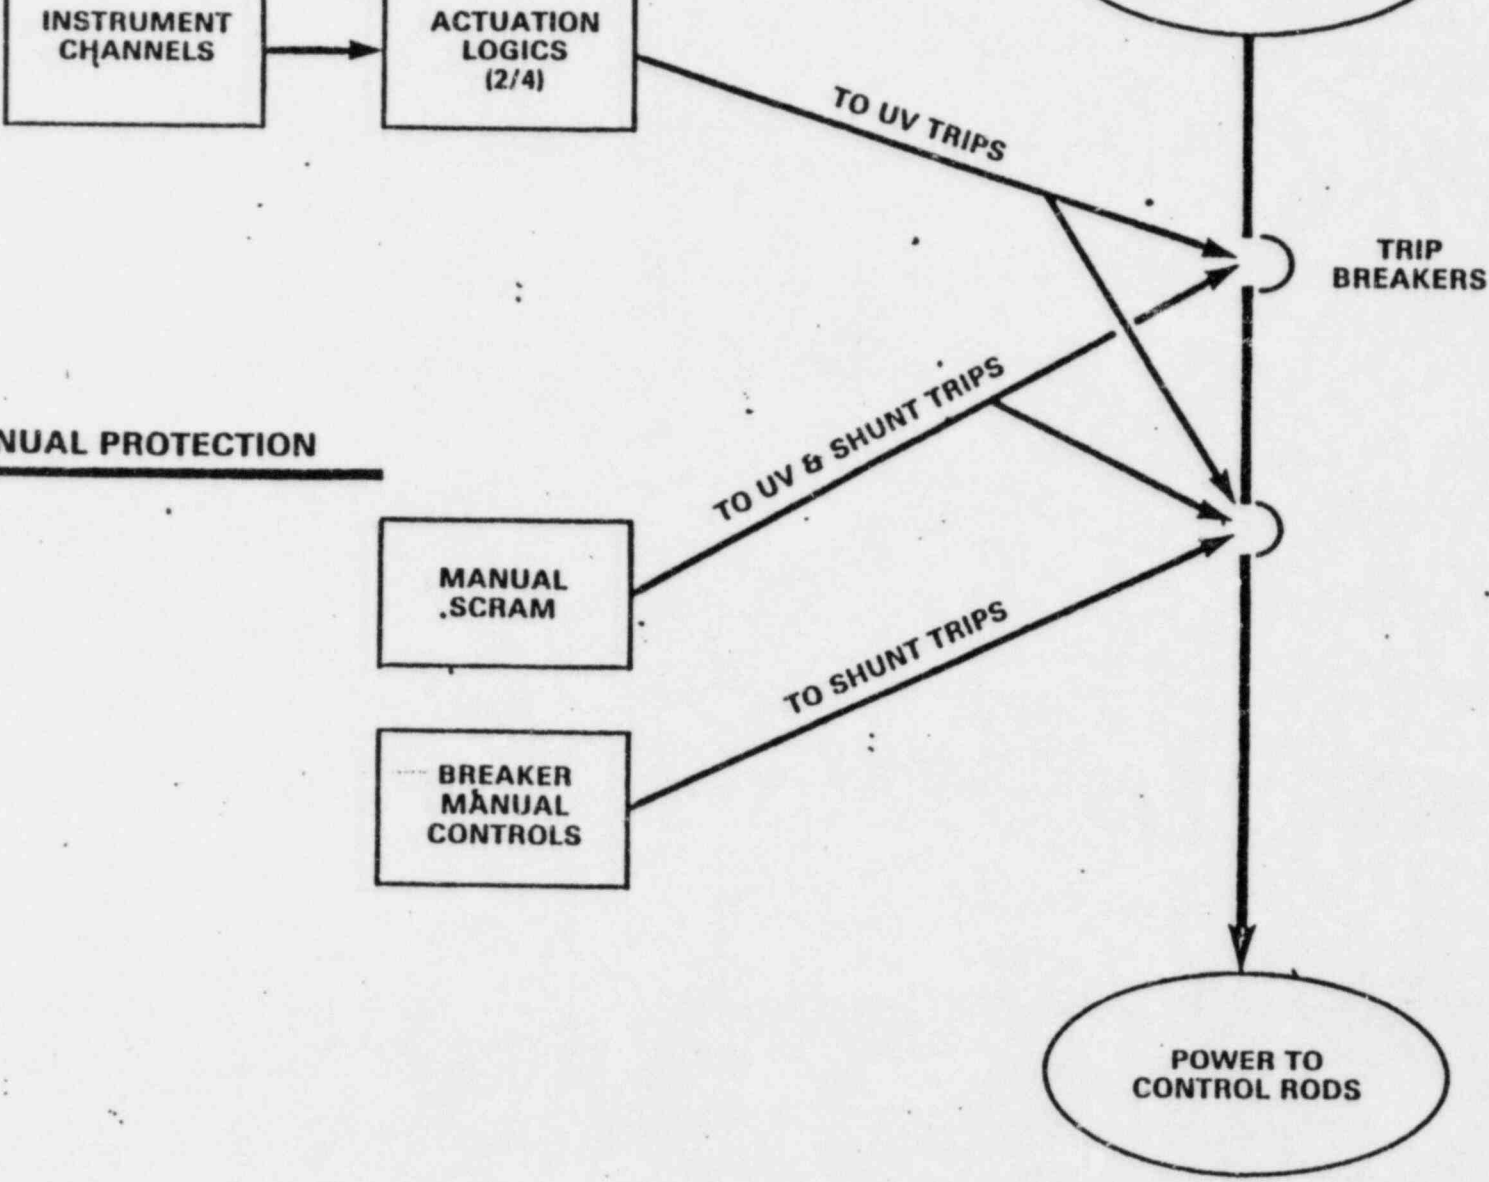 INSTRUMENT
CHANNELS
ACTUATION
LOGICS
(2/4)
TO UV TRIPS
TRIP
BREAKERS
NUAL PROTECTION
TO UV & SHUNT TRIPS
MANUAL
SCRAM
TO SHUNT TRIPS
BREAKER
MANUAL
CONTROLS
POWER TO
CONTROL RODS